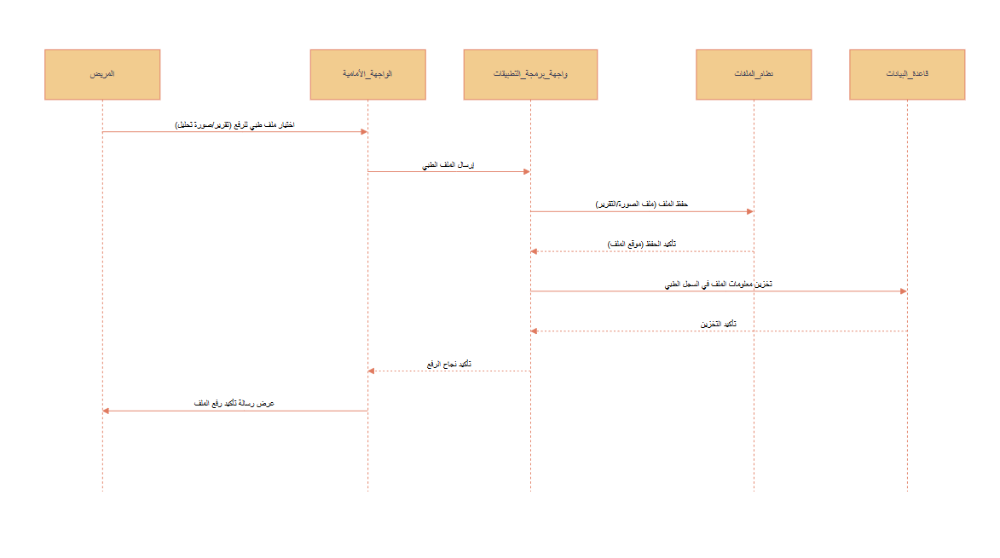 المريض
الواجهة_الأمامية
واجهة_برمجة_التطبيقات
نظام_الملفات
قاعدة_البيانات
اختيار ملف طبي للرفع (تقرير/صورة تحليل)
إرسال الملف الطبي
حفظ الملف (ملف الصورة/التقرير)
تأكيد الحفظ (موقع الملف)
تخزين معلومات الملف في السجل الطبي
تأكيد التخزين
تأكيد نجاح الرفع
عرض رسالة تأكيد رفع الملف